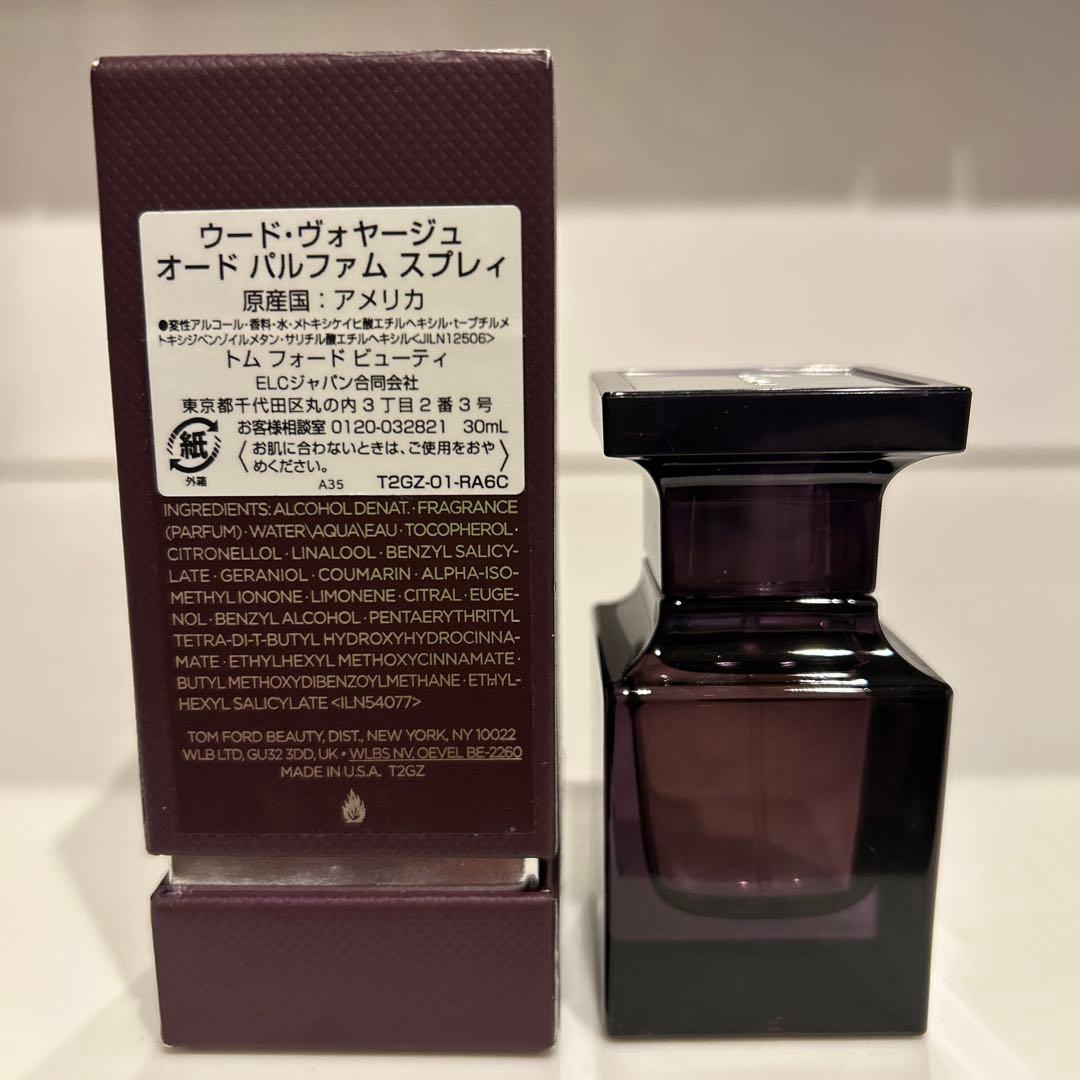 ウード・ヴォヤージュ
オード パルファム スプレィ
原産国：アメリカ
●変性アルコール・香料・水・メトキシケイヒ酸エチルヘキシル・t-ブチルメ
トキシジベンゾイルメタン・サリチル酸エチルヘキシル<JILN12506>
トム フォード ビューティ
ELCジャパン合同会社
東京都千代田区丸の内3丁目2番3号
お客様相談室 0120-032821 30mL
紙
外箱
〈お肌に合わないときは、ご使用をおや
めください。〉
A35 T2GZ-01-RA6C
INGREDIENTS: ALCOHOL DENAT. · FRAGRANCE
(PARFUM) · WATER\AQUA\EAU · TOCOPHEROL ·
CITRONELLOL · LINALOOL · BENZYL SALICY-
LATE · GERANIOL · COUMARIN · ALPHA-ISO-
METHYL IONONE · LIMONENE · CITRAL · EUGE-
NOL · BENZYL ALCOHOL · PENTAERYTHRITYL
TETRA-DI-T-BUTYL HYDROXYHYDROCINNA-
MATE · ETHYLHEXYL METHOXYCINNAMATE ·
BUTYL METHOXYDIBENZOYLMETHANE · ETHYL-
HEXYL SALICYLATE <ILN54077>
TOM FORD BEAUTY, DIST., NEW YORK, NY 10022
WLB LTD, GU32 3DD, UK • WLBS NV. OEVEL BE-2260
MADE IN U.S.A. T2GZ